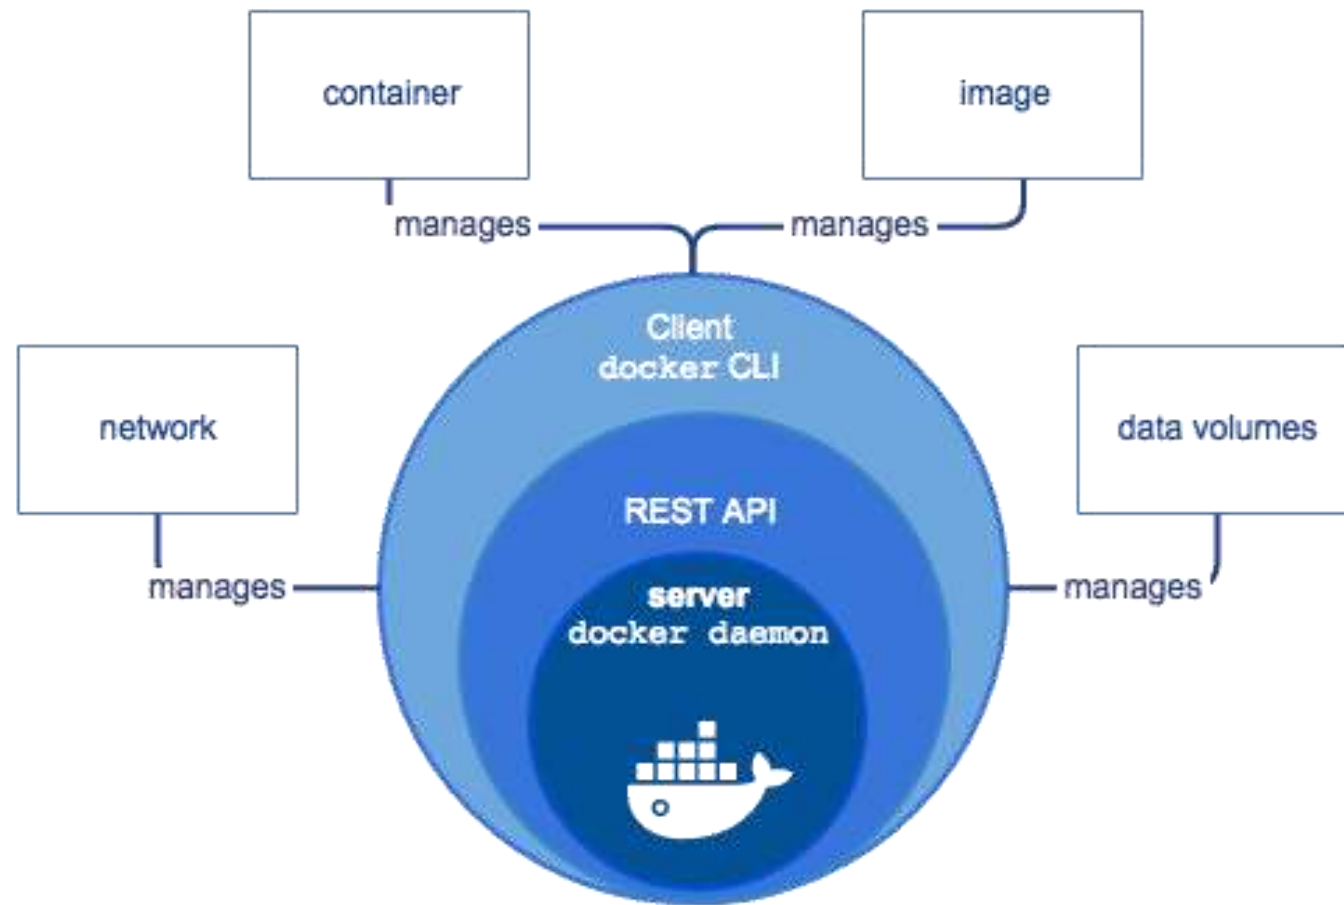 container
image
manages
manages
Client
docker CLI
network
data volumes
REST API
manages
manages
server
docker daemon